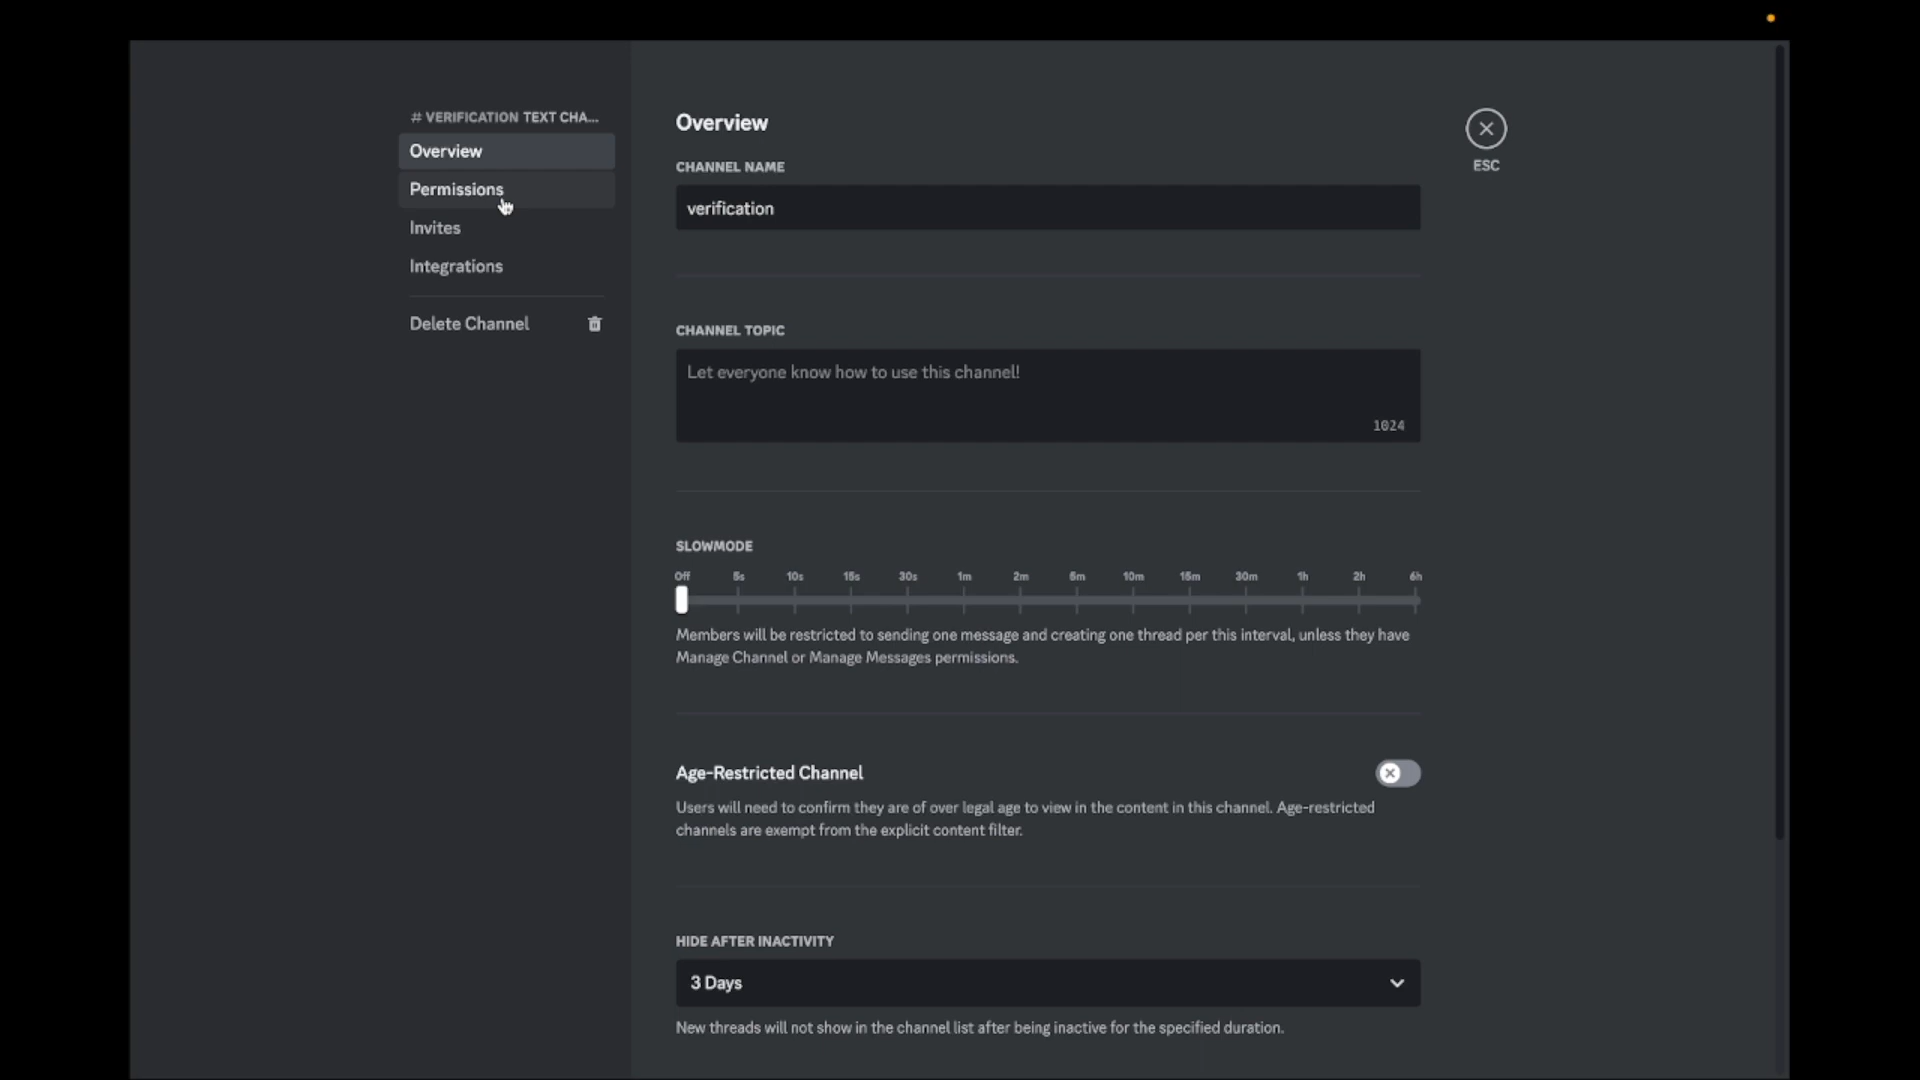 # VERIFICATION TEXT CHA...
Overview
Permissions
Invites
Integrations
Delete Channel
Overview
CHANNEL NAME
verification
ESC
CHANNEL TOPIC
Let everyone know how to use this channel!
1024
SLOWMODE
Off 5s 10s 15s 30s 1m 2m 5m 10m 15m 30m 1h 2h 6h
Members will be restricted to sending one message and creating one thread per this interval, unless they have
Manage Channel or Manage Messages permissions.
Age-Restricted Channel
Users will need to confirm they are of over legal age to view in the content in this channel. Age-restricted
channels are exempt from the explicit content filter.
HIDE AFTER INACTIVITY
3 Days
New threads will not show in the channel list after being inactive for the specified duration.